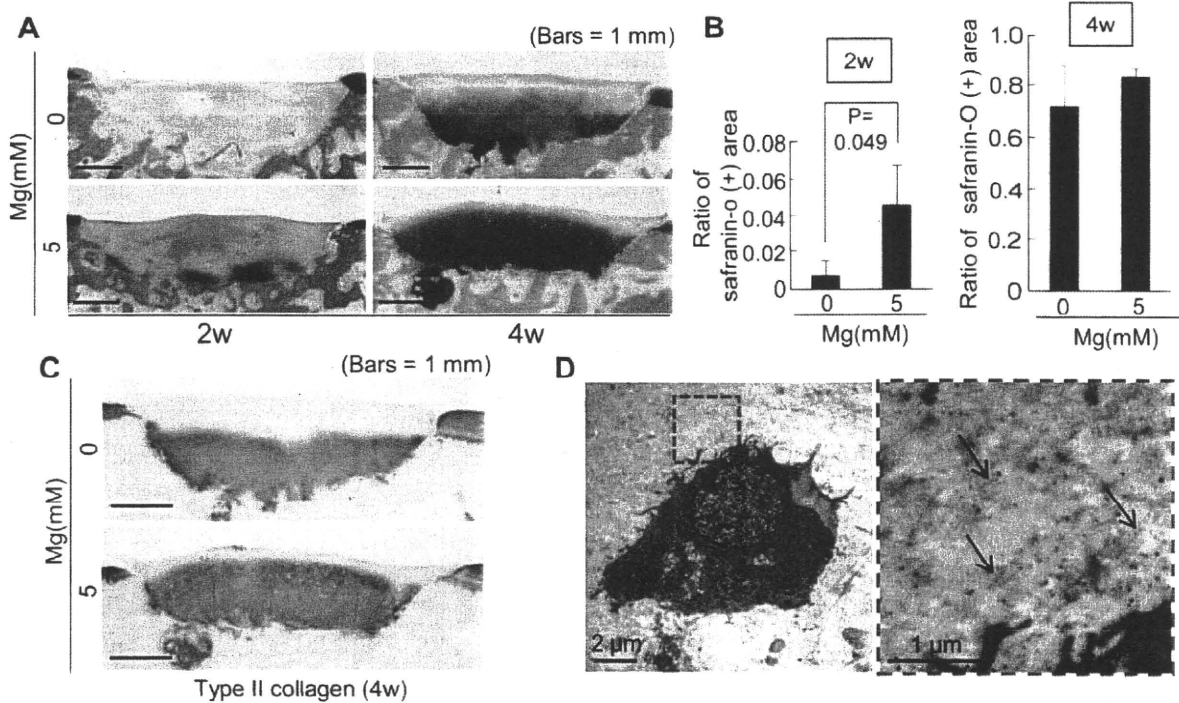 A
(Bars = 1 mm)
Mg(mM)
0
5
2w
4w
B
2w
P=
0.049
Ratio of
safranin-o (+) area
0.08
0.06
0.04
0.02
0
0
5
Mg(mM)
4w
Ratio of safranin-O (+) area
1.0
0.8
0.6
0.4
0.2
0
0
5
Mg(mM)
C
(Bars = 1 mm)
Mg(mM)
0
5
Type II collagen (4w)
D
2 μm
1 μm